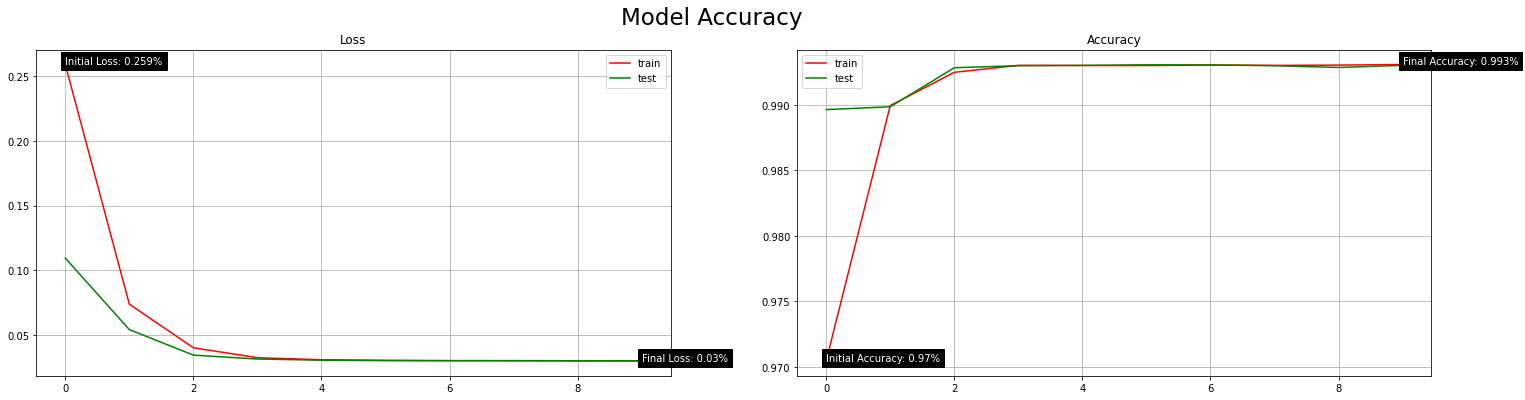 Model Accuracy
Loss
Initial Loss: 0.259%
train
test
0.25
0.20
0.15
0.10
0.05
Final Loss: 0.03%
0 2 4 6 8
Accuracy
train
test
Final Accuracy: 0.993%
0.990
0.985
0.980
0.975
0.970
Initial Accuracy: 0.97%
0 2 4 6 8